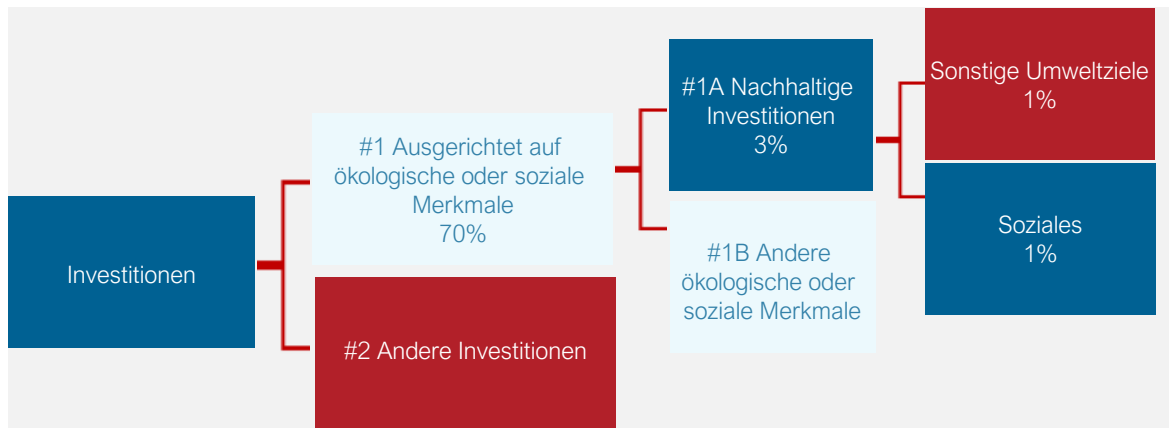 Investitionen
#1 Ausgerichtet auf
ökologische oder soziale
Merkmale
70%
#2 Andere Investitionen
#1A Nachhaltige
Investitionen
3%
#1B Andere
ökologische oder
soziale Merkmale
Sonstige Umweltziele
1%
Soziales
1%